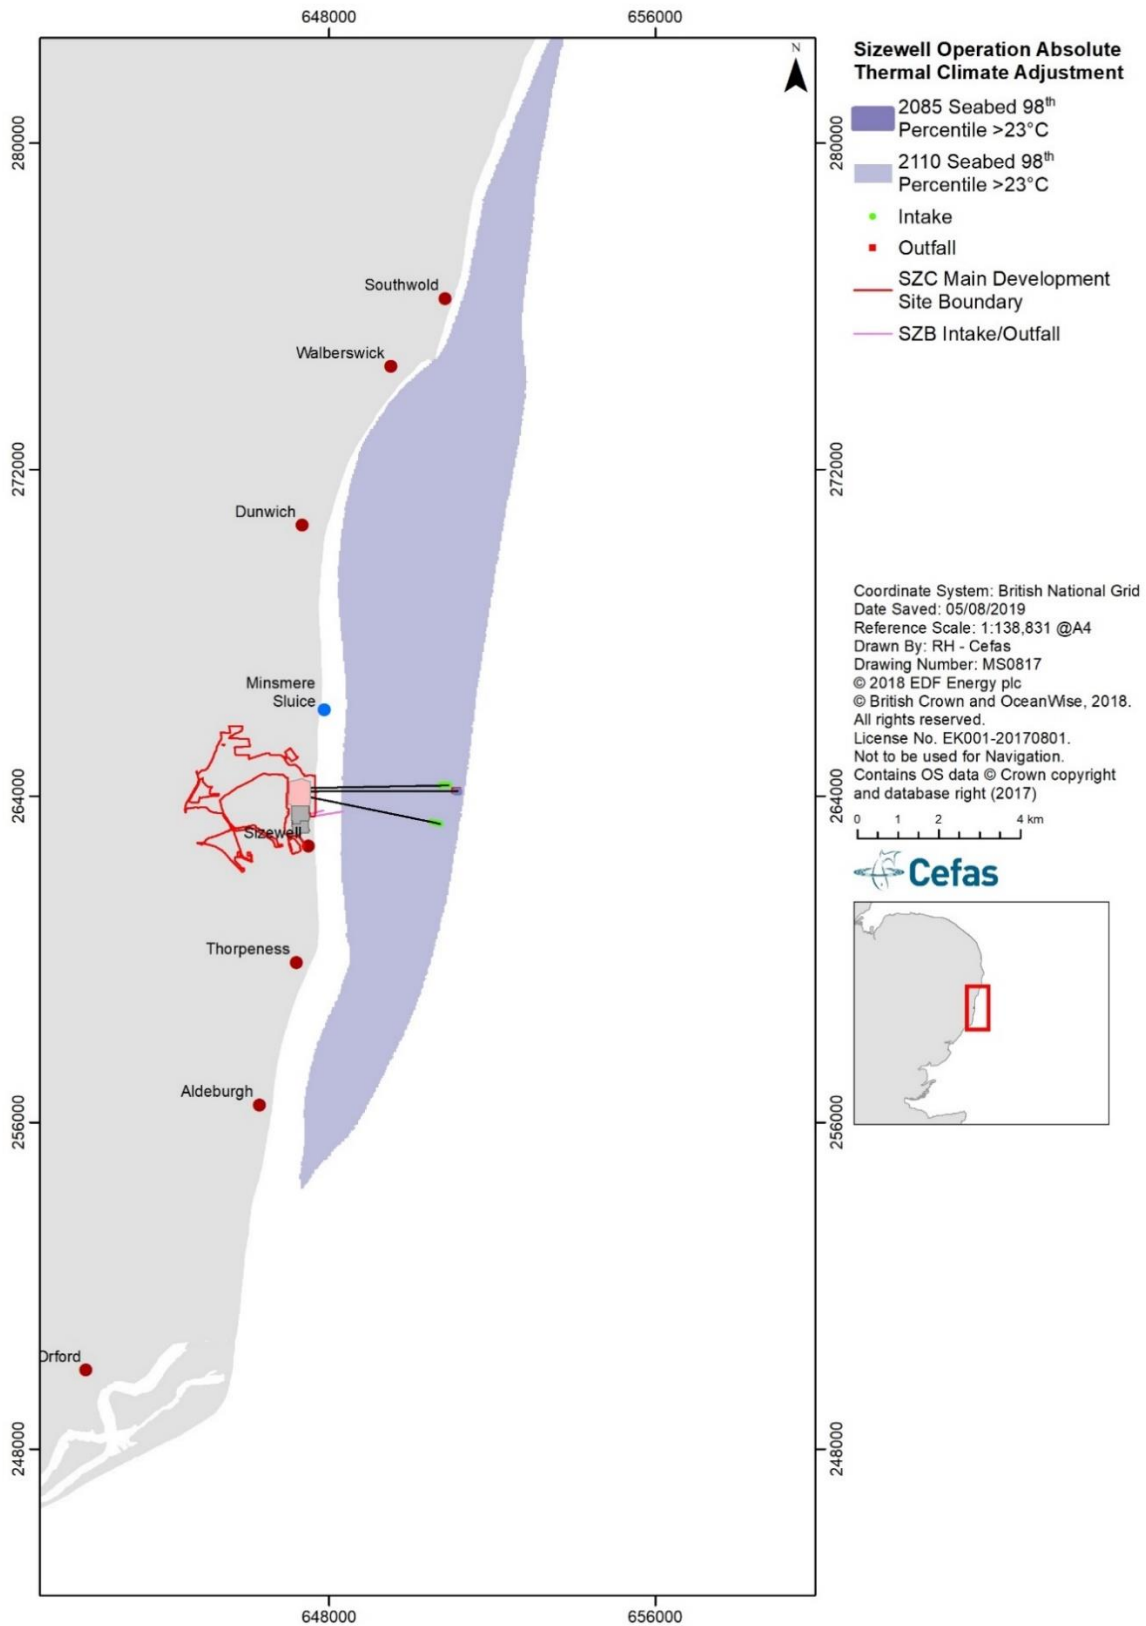 648000
656000
N
Sizewell Operation Absolute
Thermal Climate Adjustment
2085 Seabed 98th
Percentile >23°C
2110 Seabed 98th
Percentile >23°C
Intake
Outfall
SZC Main Development
Site Boundary
SZB Intake/Outfall
280000
280000
Southwold
Walberswick
272000
272000
Dunwich
Minsmere
Sluice
264000
264000
Sizewell
Thorpeness
Aldeburgh
256000
256000
Orford
248000
248000
648000
656000
Coordinate System: British National Grid
Date Saved: 05/08/2019
Reference Scale: 1:138,831 @A4
Drawn By: RH - Cefas
Drawing Number: MS0817
© 2018 EDF Energy plc
© British Crown and OceanWise, 2018.
All rights reserved.
License No. EK001-20170801.
Not to be used for Navigation.
Contains OS data © Crown copyright
and database right (2017)
0 1 2 4 km
Cefas